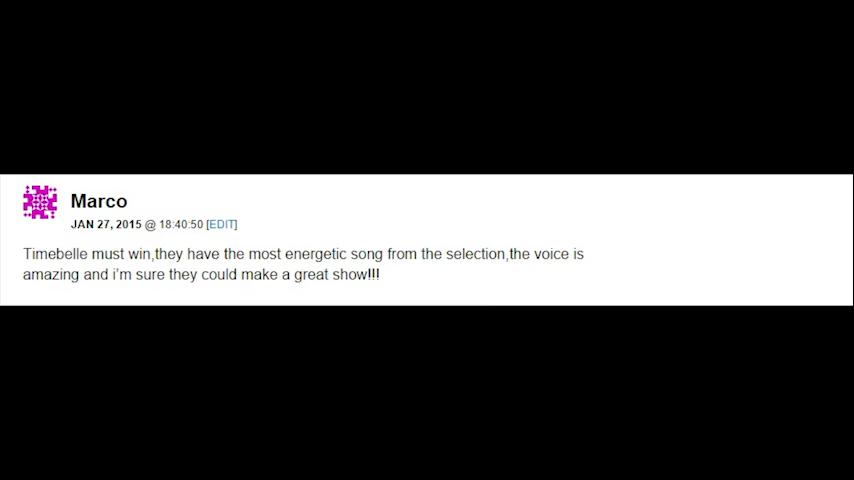 Marco
JAN 27, 2015 @ 18:40:50 [EDIT]
Timebelle must win,they have the most energetic song from the selection,the voice is
amazing and i'm sure they could make a great show!!!